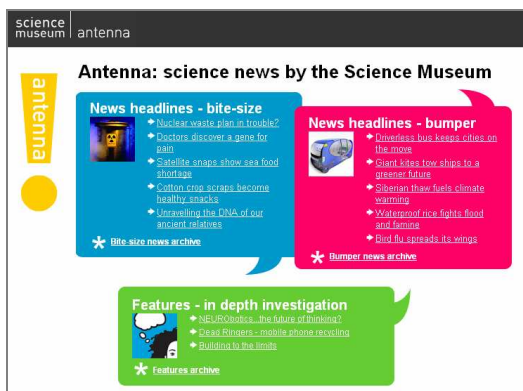 science
museum
antenna
antenna
Antenna: science news by the Science Museum
News headlines - bite-size
Nuclear waste plan in trouble?
Doctors discover a gene for
pain
Satellite snaps show sea food
shortage
Cotton crop scraps become
healthy snacks
Unravelling the DNA of our
ancient relatives
Bite-size news archive
News headlines - bumper
Driverless bus keeps cities on
the move
Giant kites tow ships to a
greener future
Siberian thaw fuels climate
warming
Waterproof rice fights flood
and famine
Bird flu spreads its wings
Bumper news archive
Features - in depth investigation
NEURObotics...the future of thinking?
Dead Ringers - mobile phone recycling
Building to the limits
Features archive